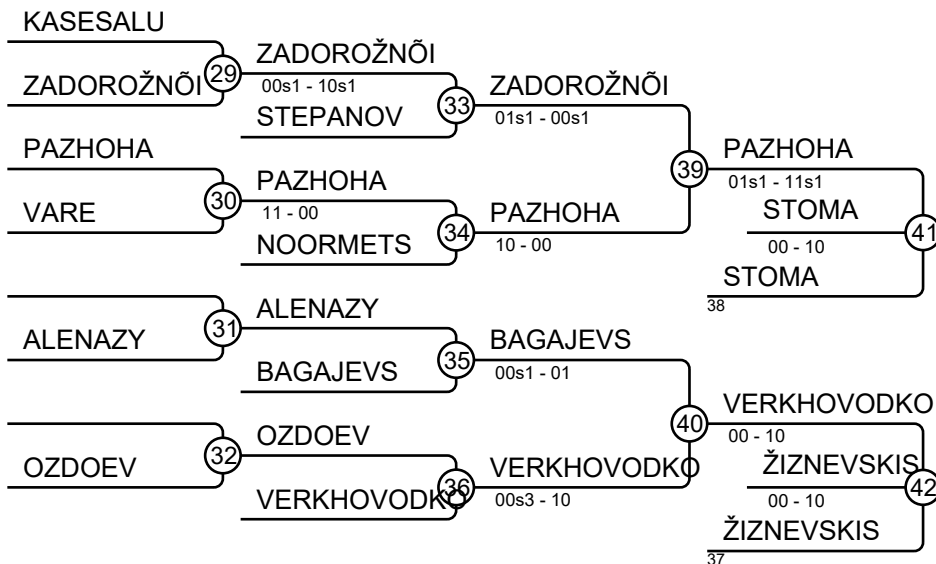 KASESALU
ZADOROŽNÕI
29
ZADOROŽNÕI
00s1 - 10s1
STEPANOV
33
ZADOROŽNÕI
01s1 - 00s1
PAZHOHA
VARE
30
PAZHOHA
11 - 00
NOORMETS
34
PAZHOHA
10 - 00
39
PAZHOHA
01s1 - 11s1
STOMA
00 - 10
STOMA
38
41
ALENAZY
31
ALENAZY
BAGAJEVS
35
BAGAJEVS
00s1 - 01
OZDOEV
32
OZDOEV
VERKHOVODKO
36
VERKHOVODKO
00s3 - 10
40
VERKHOVODKO
00 - 10
ŽIZNEVSKIS
00 - 10
ŽIZNEVSKIS
37
42